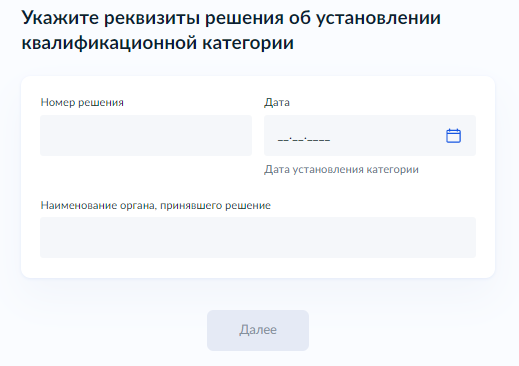 Укажите реквизиты решения об установлении
квалификационной категории
Номер решения
Дата
__.__.____
Дата установления категории
Наименование органа, принявшего решение
Далее